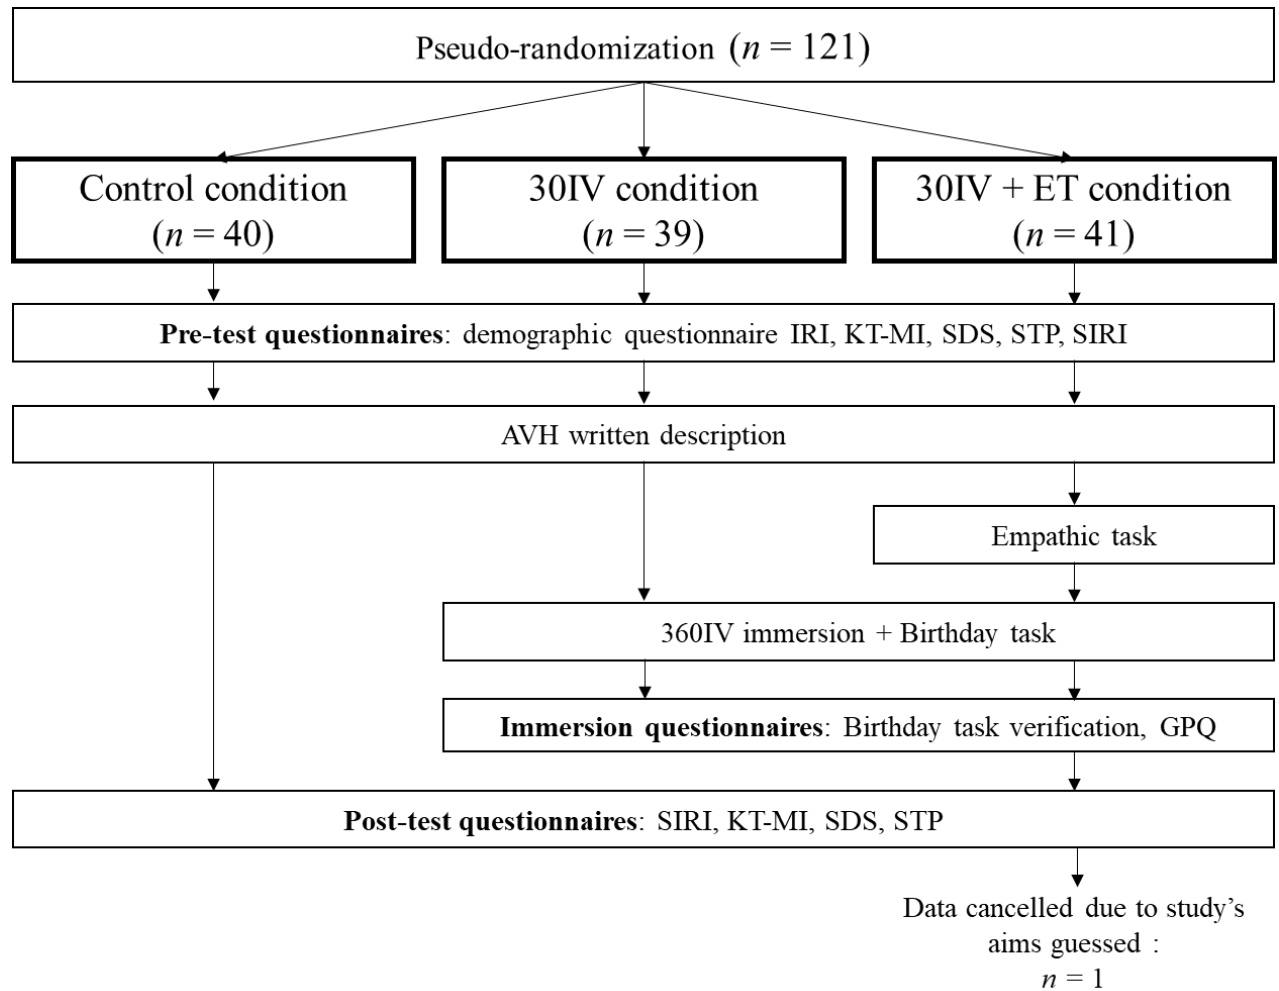 Pseudo-randomization (n = 121)
Control condition
(n = 40)
30IV condition
(n = 39)
30IV + ET condition
(n = 41)
Pre-test questionnaires: demographic questionnaire IRI, KT-MI, SDS, STP, SIRI
AVH written description
Empathic task
360IV immersion + Birthday task
Immersion questionnaires: Birthday task verification, GPQ
Post-test questionnaires: SIRI, KT-MI, SDS, STP
Data cancelled due to study’s
aims guessed :
n = 1